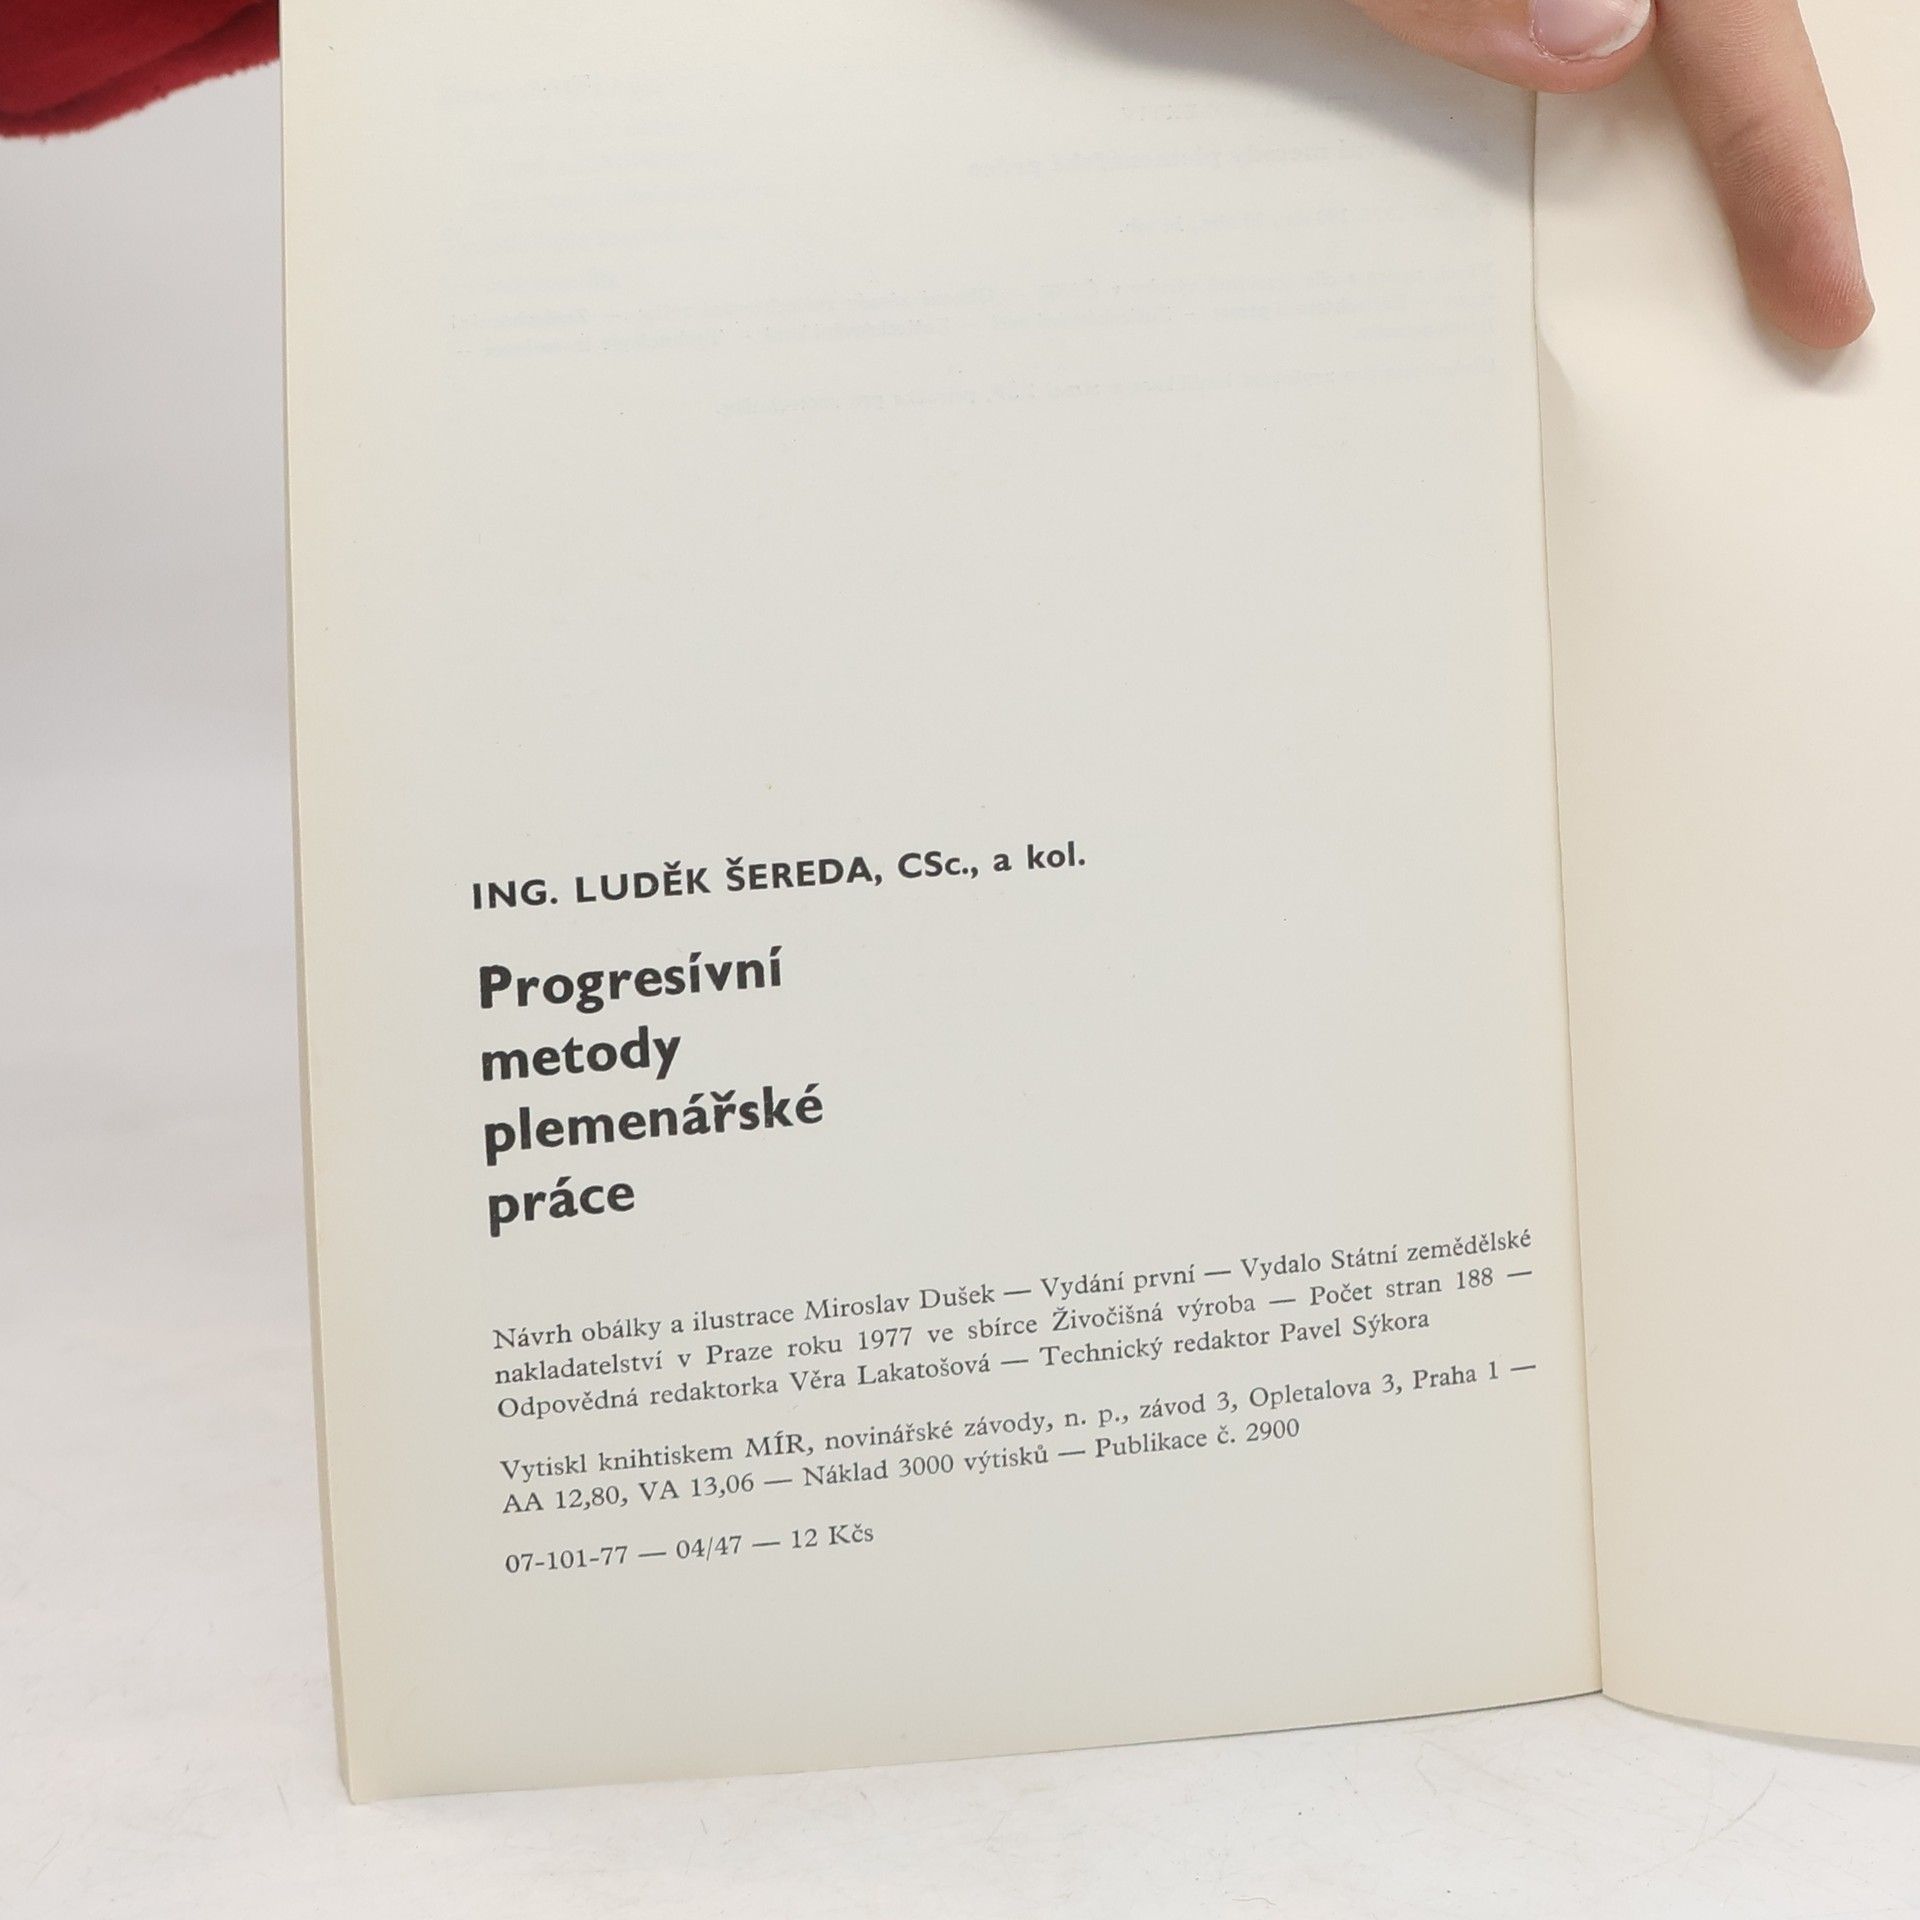 ING. LUDĚK ŠEREDA, CSc., a kol.
Progresívní
metody
plemenářské
práce
Návrh obálky a ilustrace Miroslav Dušek — Vydání první — Vydalo Státní zemědělské
nakladatelství v Praze roku 1977 ve sbírce Živočišná výroba — Počet stran 188 —
Odpovědná redaktorka Věra Lakatošová — Technický redaktor Pavel Sýkora
Vytiskl knihtiskem MÍR, novinářské závody, n. p., závod 3, Opletalova 3, Praha 1 —
AA 12,80, VA 13,06 — Náklad 3000 výtisků — Publikace č. 2900
07-101-77 — 04/47 — 12 Kčs